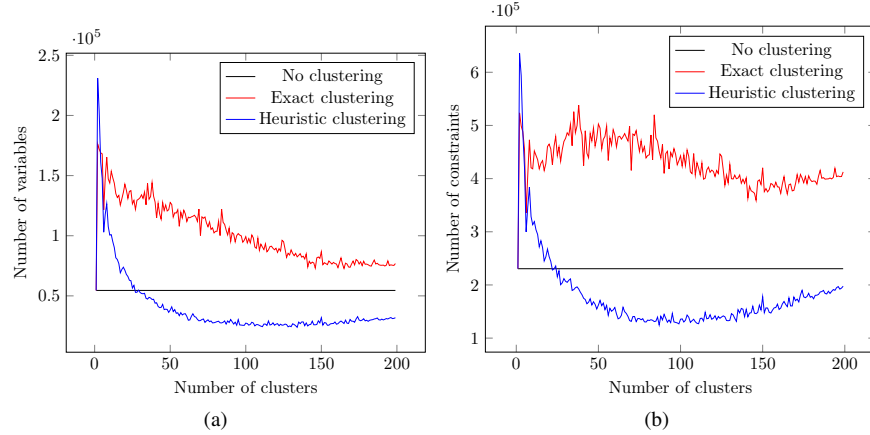 ·10^5
2.5
2
1.5
1
0.5
0
50
100
150
200
Number of clusters
Number of variables
No clustering
Exact clustering
Heuristic clustering
(a)
·10^5
6
5
4
3
2
1
0
50
100
150
200
Number of clusters
Number of constraints
No clustering
Exact clustering
Heuristic clustering
(b)